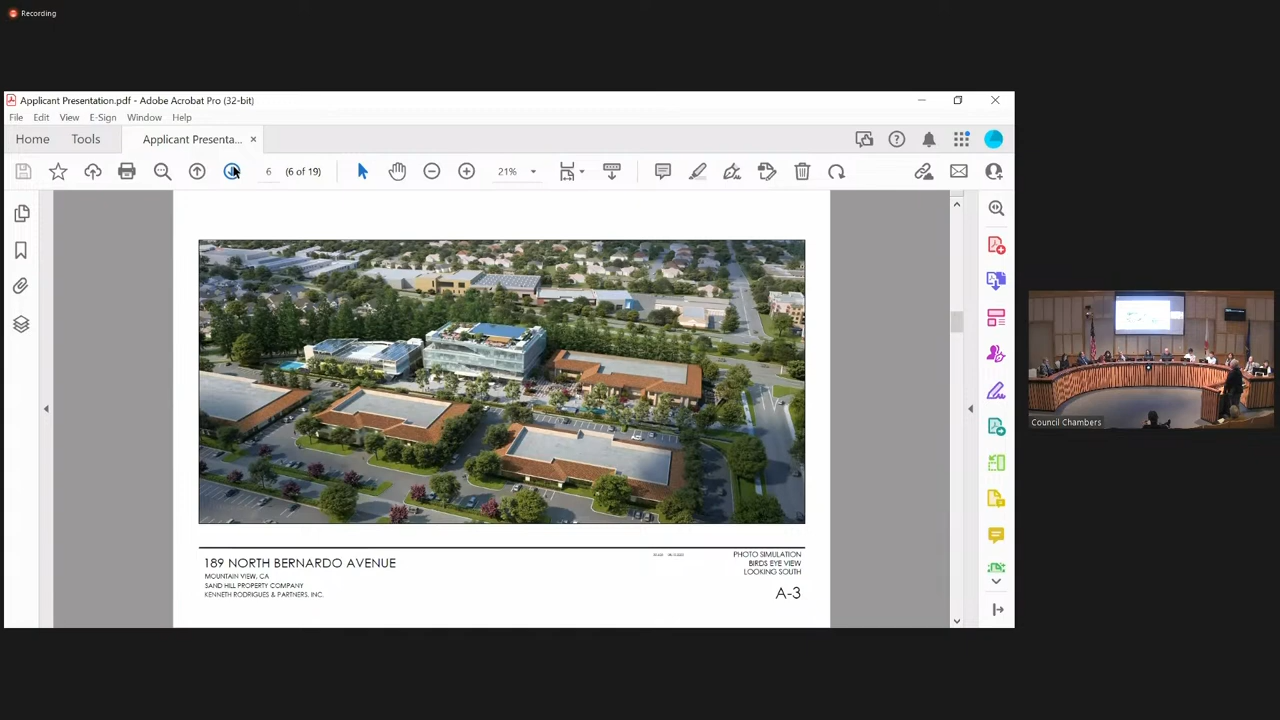 Recording
Applicant Presentation.pdf - Adobe Acrobat Pro (32-bit)
File Edit View E-Sign Window Help
Home Tools Applicant Presenta... ×
6 (6 of 19) 21%
189 NORTH BERNARDO AVENUE
MOUNTAIN VIEW, CA
SAND HILL PROPERTY COMPANY
KENNETH RODRIGUES & PARTNERS, INC.
PHOTO SIMULATION
BIRDS EYE VIEW
LOOKING SOUTH
A-3
Council Chambers